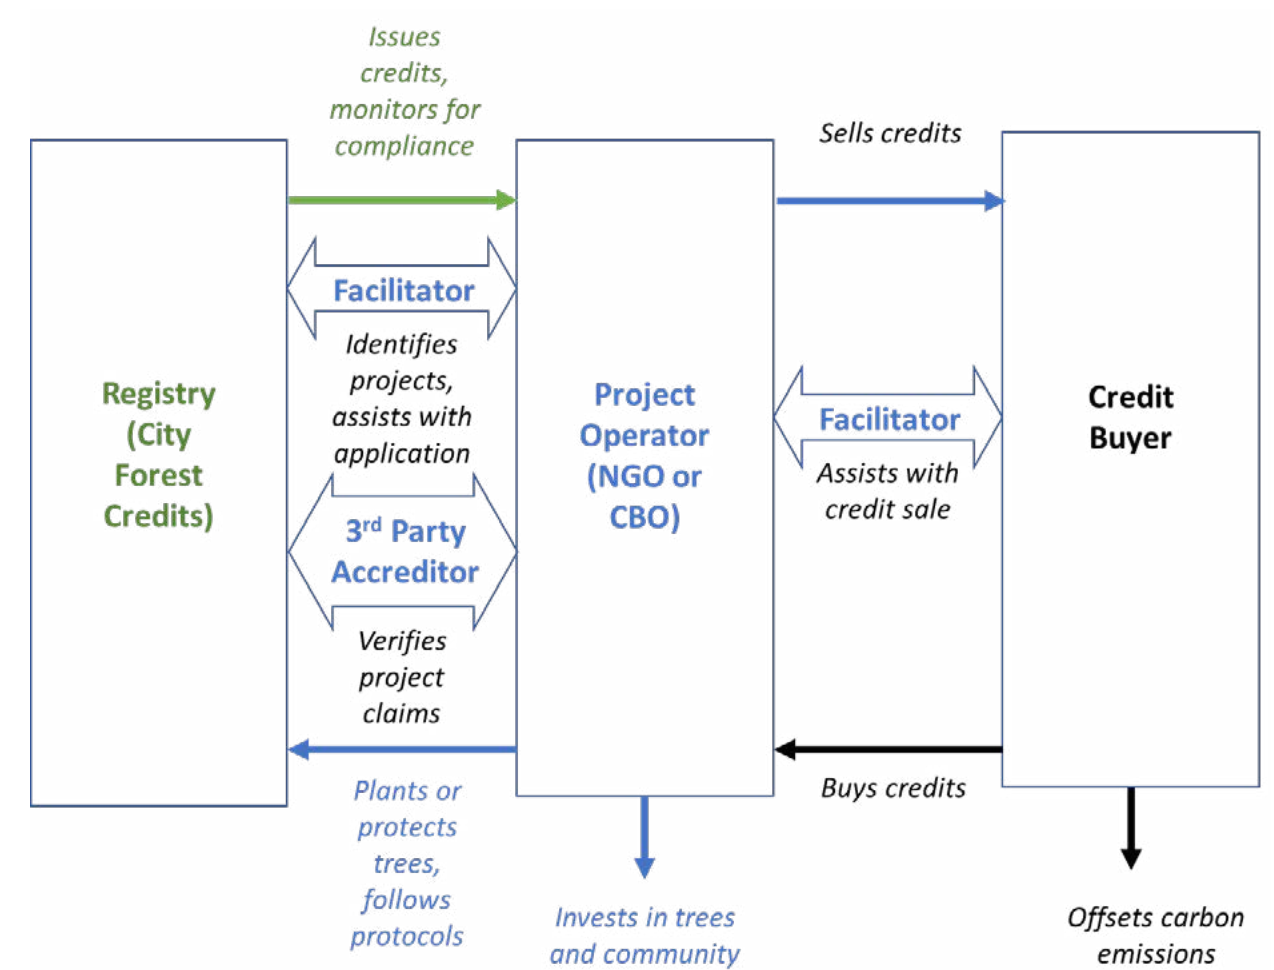 Issues
credits,
monitors for
compliance
Sells credits
Facilitator
Identifies
projects,
assists with
application
Registry
(City
Forest
Credits)
3rd Party
Accreditor
Verifies
project
claims
Plants or
protects
trees,
follows
protocols
Project
Operator
(NGO or
CBO)
Invests in trees
and community
Facilitator
Assists with
credit sale
Buys credits
Credit
Buyer
Offsets carbon
emissions